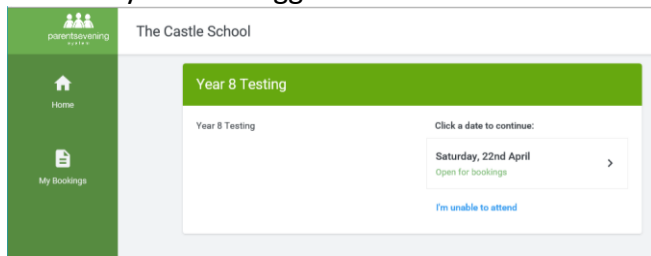 parentsevening
system
The Castle School
Home
My Bookings
Year 8 Testing
Year 8 Testing
Click a date to continue:
Saturday, 22nd April
Open for bookings
I'm unable to attend